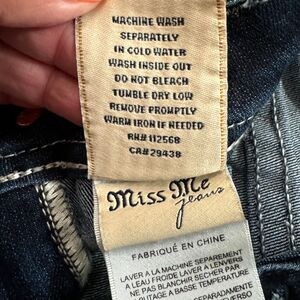 MACHINE WASH
SEPARATELY
IN COLD WATER
WASH INSIDE OUT
DO NOT BLEACH
TUMBLE DRY LOW
REMOVE PROMPTLY
WARM IRON IF NEEDED
RN# 112568
CA# 29438
Miss Me
jeans
FABRIQUÉ EN CHINE
LAVER A LA MACHINE SEPAREMENT
A L'EAU FROIDE LAVER A L'ENVERS
NE PAS BLANCHIR SECHER PAR
CULBUTAGE A BASSE TEMPERATURE